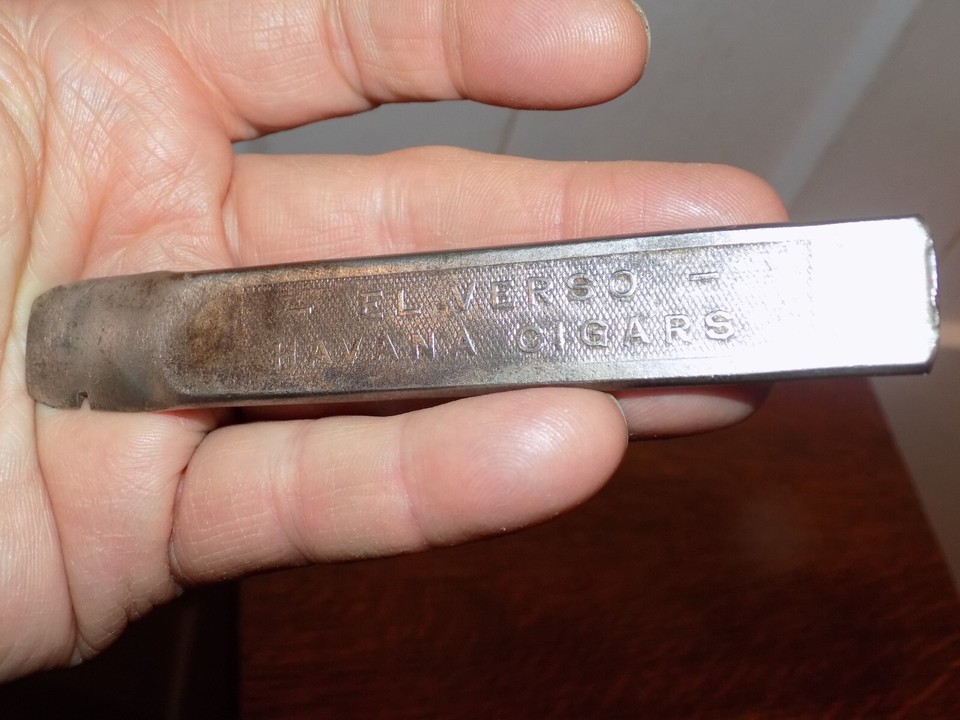 - EL VERSO -
HAVANA CIGARS